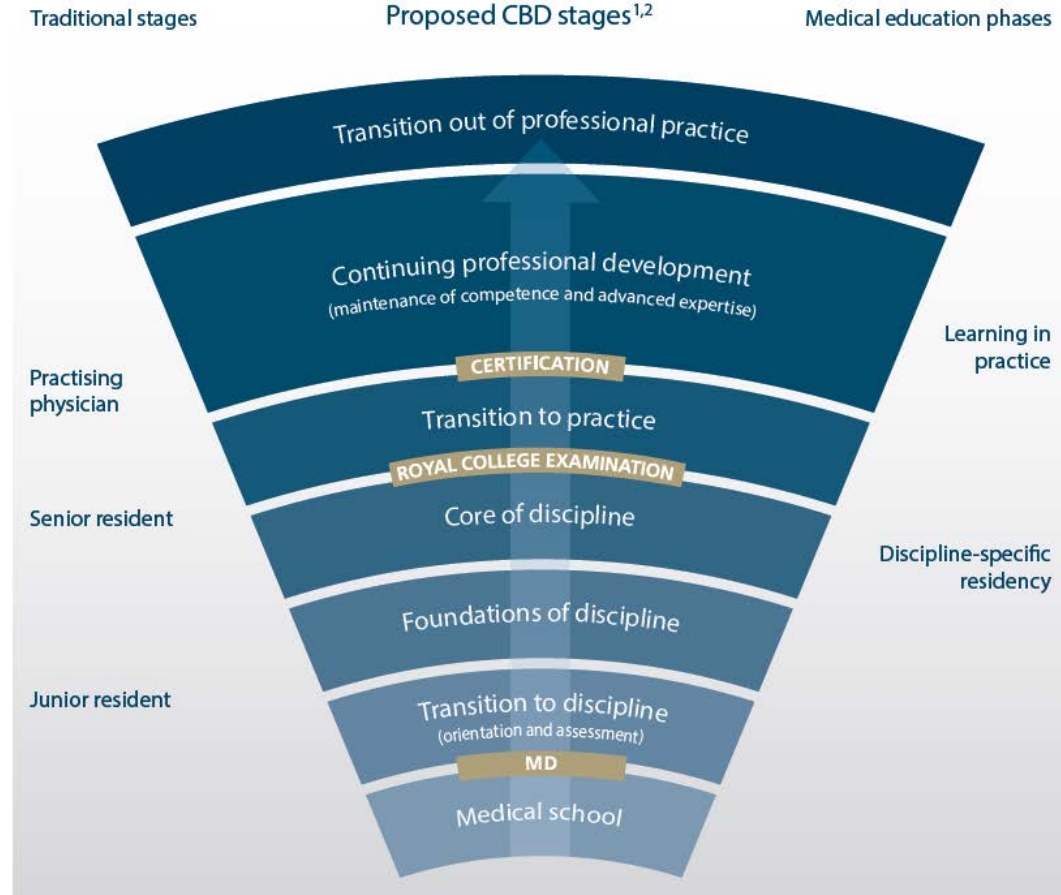 Traditional stages
Proposed CBD stages1,2
Medical education phases
Transition out of professional practice
Continuing professional development
(maintenance of competence and advanced expertise)
Learning in
practice
CERTIFICATION
Practising
physician
Transition to practice
ROYAL COLLEGE EXAMINATION
Senior resident
Core of discipline
Discipline-specific
residency
Foundations of discipline
Junior resident
Transition to discipline
(orientation and assessment)
MD
Medical school